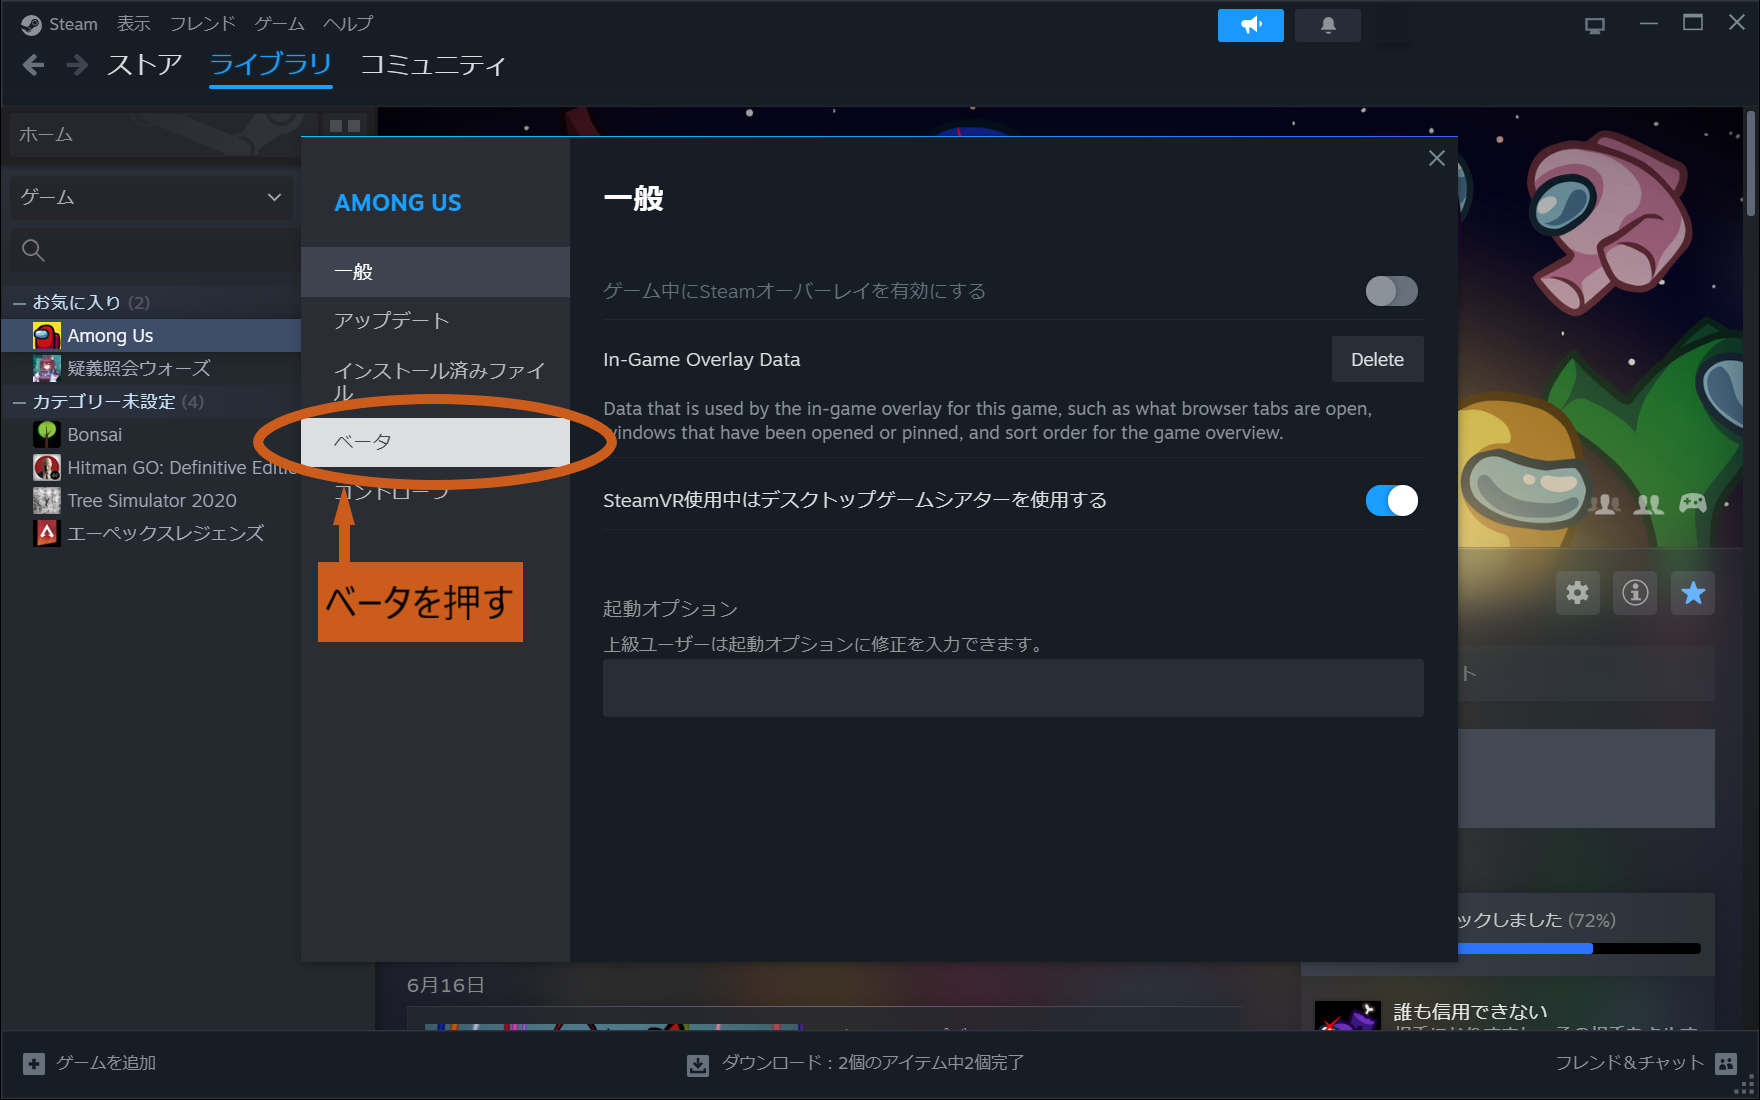 Steam 表示 フレンド ゲーム ヘルプ
ストア ライブラリ コミュニティ
ホーム
ゲーム
お気に入り (2)
Among Us
疑義照会ウォーズ
カテゴリー未設定 (4)
Bonsai
Hitman GO: Definitive Editio
Tree Simulator 2020
エーペックスレジェンズ
AMONG US
一般
アップデート
インストール済みファイ
ル
ベータ
コントローラ
ベータを押す
一般
ゲーム中にSteamオーバーレイを有効にする
In-Game Overlay Data
Delete
Data that is used by the in-game overlay for this game, such as what browser tabs are open,
windows that have been opened or pinned, and sort order for the game overview.
SteamVR使用中はデスクトップゲームシアターを使用する
起動オプション
上級ユーザーは起動オプションに修正を入力できます。
ト
ックしました (72%)
6月16日
誰も信用できない
ゲームを追加
ダウンロード：2個のアイテム中2個完了
フレンド＆チャット